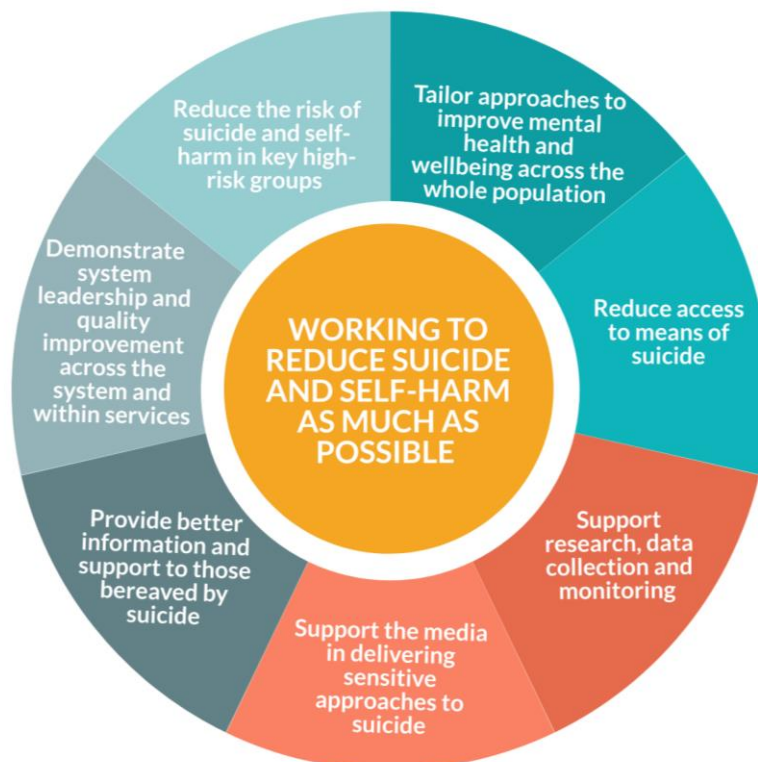 WORKING TO
REDUCE SUICIDE
AND SELF-HARM
AS MUCH AS
POSSIBLE
Tailor approaches to
improve mental
health and
wellbeing across the
whole population
Reduce access
to means of
suicide
Support
research, data
collection and
monitoring
Support the media
in delivering
sensitive
approaches to
suicide
Provide better
information and
support to those
bereaved by
suicide
Demonstrate
system
leadership and
quality
improvement
across the
system and
within services
Reduce the risk of
suicide and self-
harm in key high-
risk groups